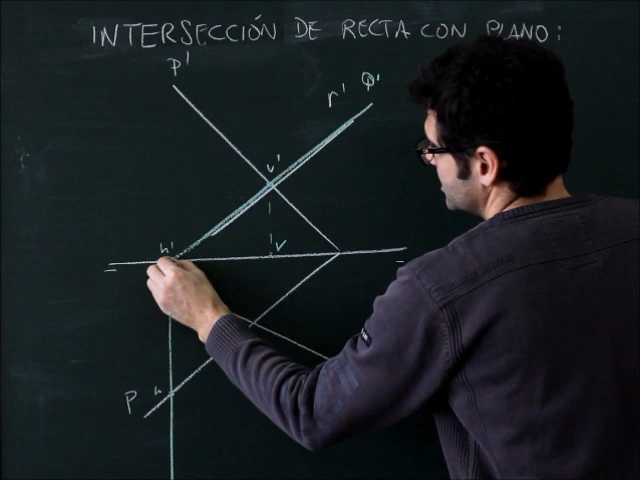 INTERSECCIÓN DE RECTA CON PLANO:
P' r' Q'
v'
h' v
P h